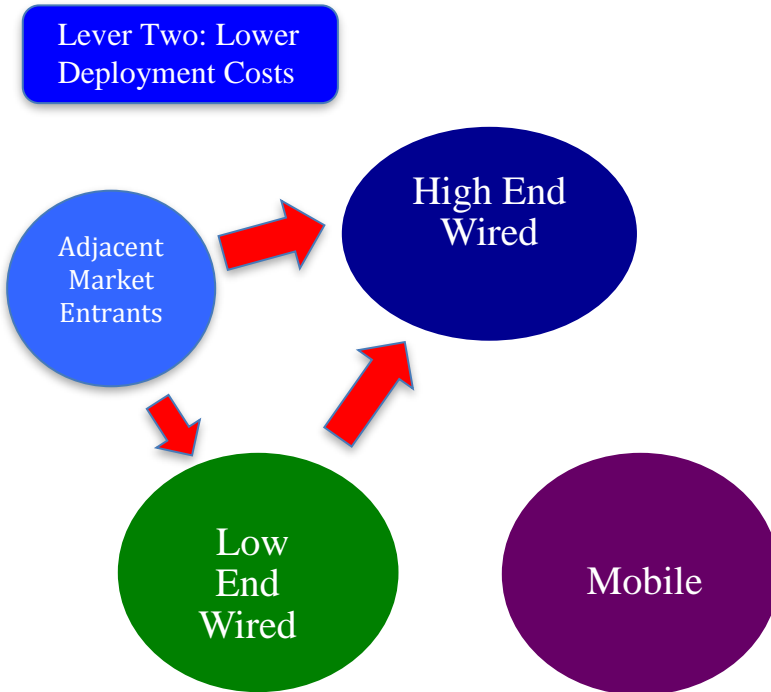 Lever Two: Lower
Deployment Costs
High End
Wired
Adjacent
Market
Entrants
Low
End
Wired
Mobile